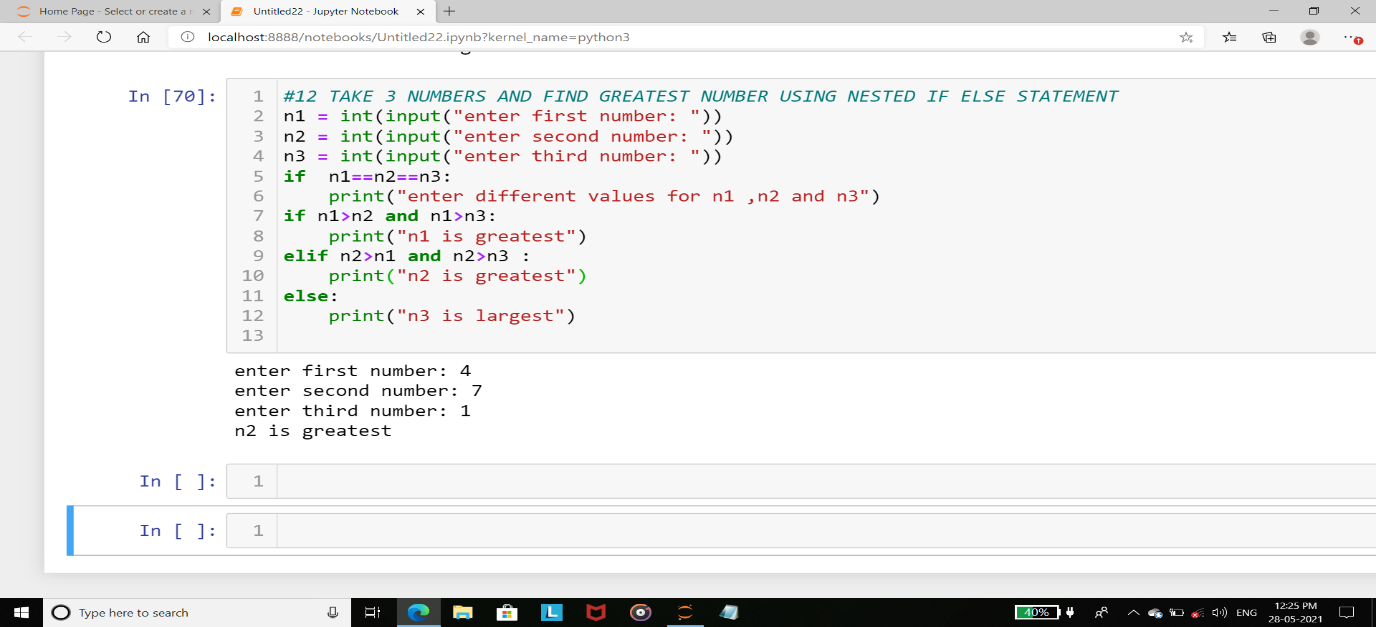 Home Page - Select or create a n
Untitled22 - Jupyter Notebook
localhost:8888/notebooks/Untitled22.ipynb?kernel_name=python3
In [70]:
1 #12 TAKE 3 NUMBERS AND FIND GREATEST NUMBER USING NESTED IF ELSE STATEMENT
2 n1 = int(input("enter first number: "))
3 n2 = int(input("enter second number: "))
4 n3 = int(input("enter third number: "))
5 if  n1==n2==n3:
6     print("enter different values for n1 ,n2 and n3")
7 if n1>n2 and n1>n3:
8     print("n1 is greatest")
9 elif n2>n1 and n2>n3 :
10     print("n2 is greatest")
11 else:
12     print("n3 is largest")
13
enter first number: 4
enter second number: 7
enter third number: 1
n2 is greatest
In [ ]: 1
In [ ]: 1
Type here to search
L
40%
ENG
12:25 PM
28-05-2021